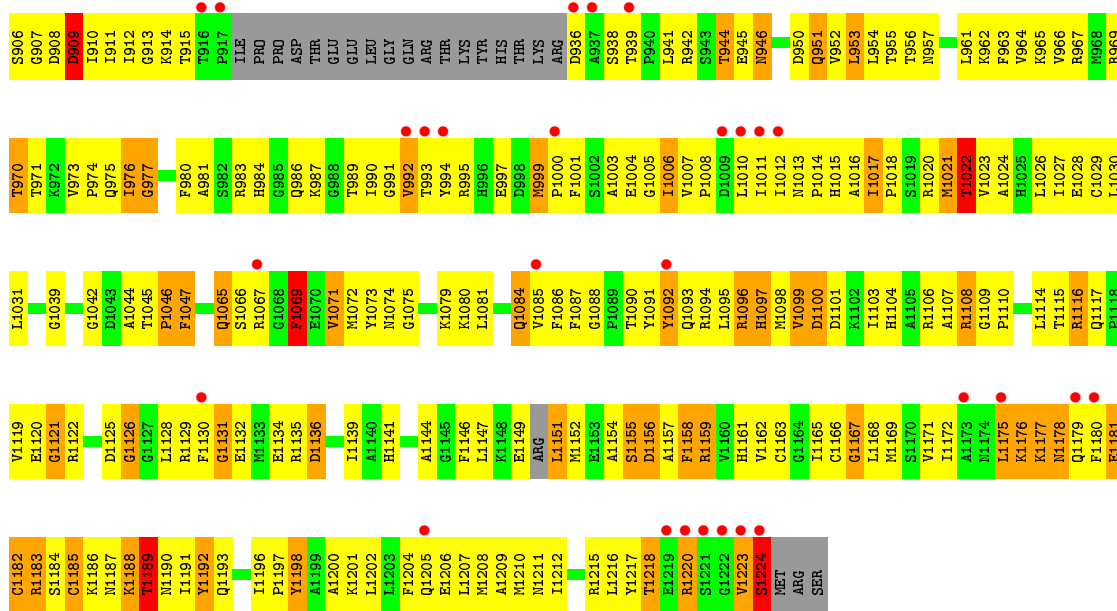 S906 G907 D908 D909 I910 I911 I912 G913 K914 T915 T916 P917 ILE PRO PRO ASP THR GLU GLU LEU GLY GLN ARG THR LYS TYR HIS THR LYS ARG D936 A937 S938 T939 P940 L941 R942 S943 T944 E945 N946 D950 Q951 V952 L953 L954 T955 T956 N957 L961 K962 F963 V964 K965 V966 R967 M968 R969
T970 T971 K972 V973 P974 Q975 I976 G977 F980 A981 S982 R983 H984 G985 Q986 K987 G988 T989 I990 G991 V992 T993 Y994 R995 H996 E997 D998 M999 P1000 F1001 S1002 A1003 E1004 G1005 I1006 V1007 P1008 D1009 L1010 I1011 I1012 N1013 P1014 H1015 A1016 I1017 P1018 S1019 R1020 M1021 T1022 V1023 A1024 H1025 L1026 I1027 E1028 C1029 L1030
L1031 G1039 G1042 D1043 A1044 T1045 P1046 F1047 Q1065 S1066 R1067 G1068 F1069 E1070 V1071 M1072 Y1073 N1074 G1075 K1079 K1080 L1081 Q1084 V1085 F1086 F1087 G1088 P1089 T1090 Y1091 Y1092 Q1093 R1094 L1095 R1096 H1097 M1098 V1099 D1100 D1101 K1102 I1103 H1104 A1105 R1106 A1107 R1108 G1109 P1110 L1114 T1115 R1116 Q1117 P1118
V1119 E1120 G1121 R1122 D1125 G1126 G1127 L1128 R1129 F1130 G1131 E1132 M1133 E1134 R1135 D1136 I1139 A1140 H1141 A1144 G1145 F1146 L1147 K1148 E1149 ARG L1151 M1152 E1153 A1154 S1155 D1156 A1157 F1158 R1159 V1160 H1161 V1162 C1163 G1164 I1165 C1166 G1167 L1168 M1169 S1170 V1171 I1172 A1173 N1174 L1175 K1176 K1177 N1178 Q1179 F1180 E1181
C1182 R1183 S1184 C1185 K1186 N1187 K1188 T1189 N1190 I1191 Y1192 Q1193 I1196 P1197 Y1198 A1199 A1200 K1201 L1202 L1203 F1204 Q1205 E1206 L1207 M1208 A1209 M1210 N1211 I1212 R1215 L1216 Y1217 T1218 E1219 R1220 S1221 G1222 V1223 S1224 MET ARG SER